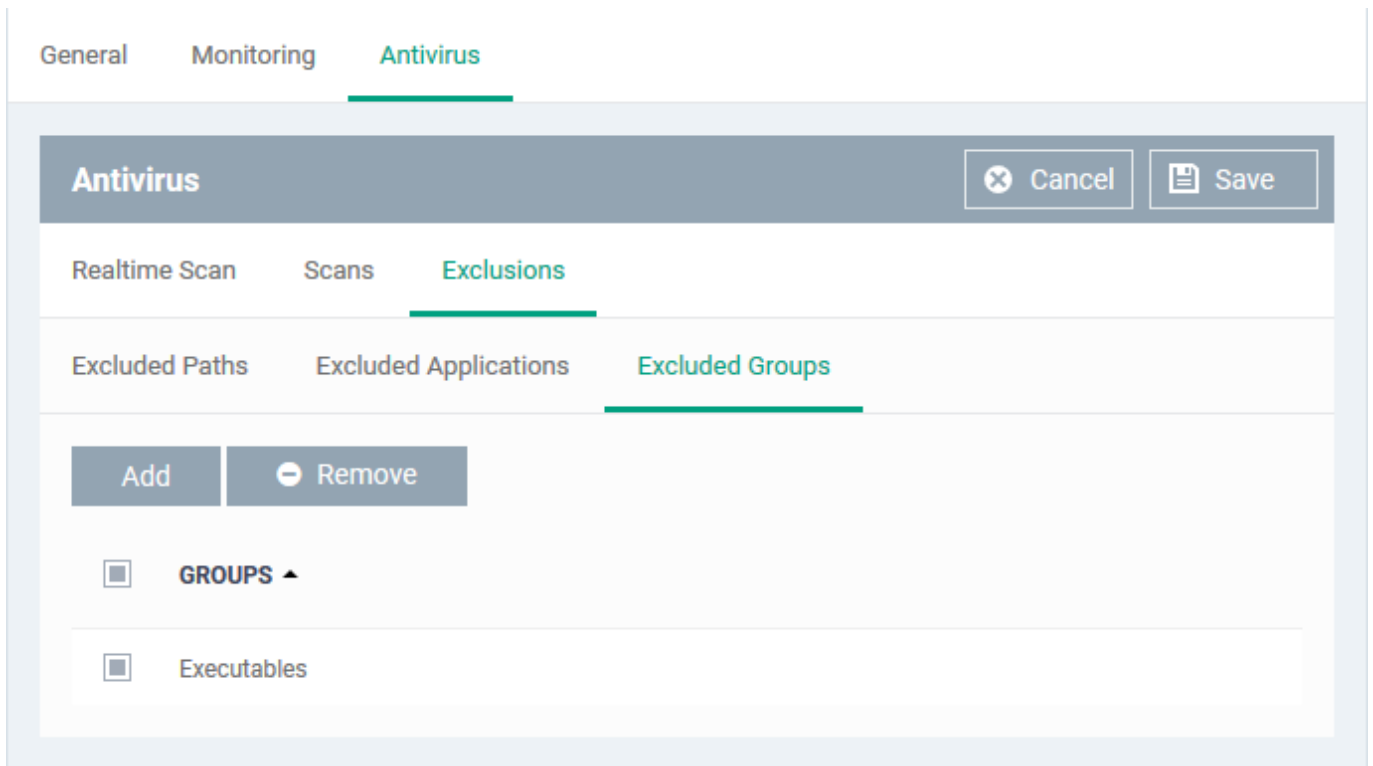 General Monitoring Antivirus
Antivirus Cancel Save
Realtime Scan Scans Exclusions
Excluded Paths Excluded Applications Excluded Groups
Add Remove
GROUPS
Executables